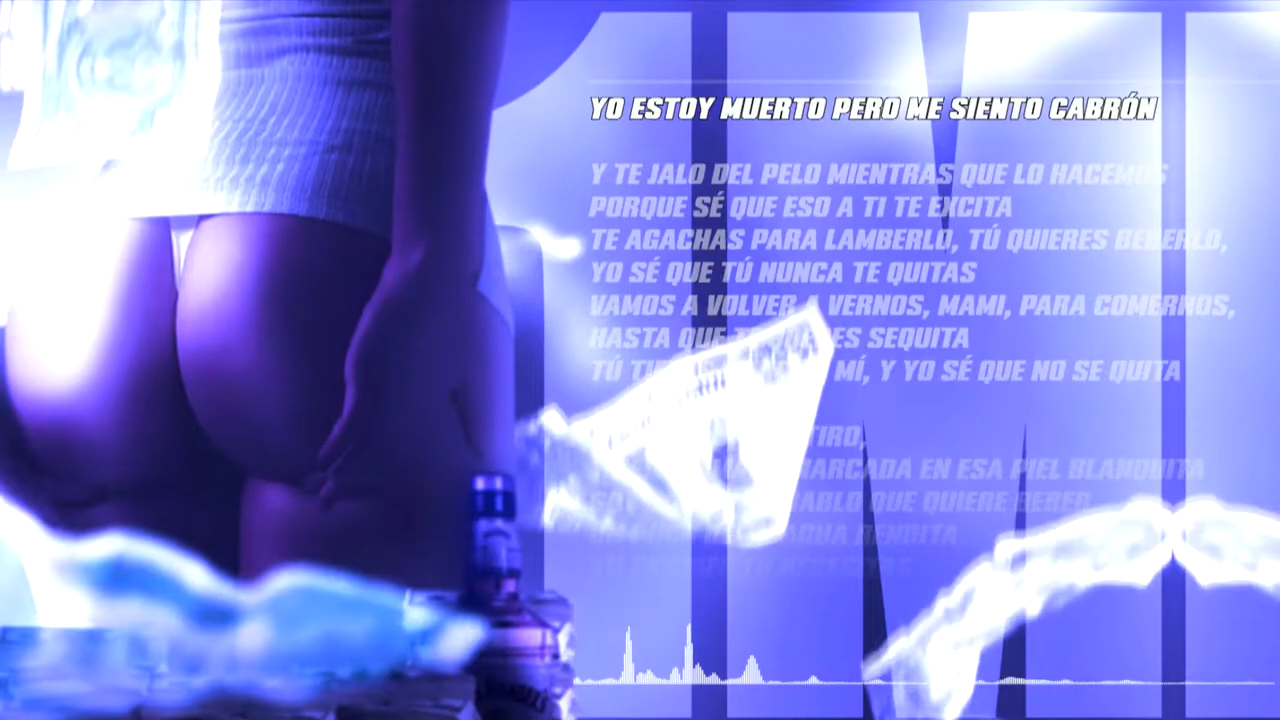 YO ESTOY MUERTO PERO ME SIENTO CABRÓN
Y TE JALO DEL PELO MIENTRAS QUE LO HACEMOS
PORQUE SÉ QUE ESO A TI TE EXCITA
TE AGACHAS PARA LAMBERLO, TÚ QUIERES BEBERLO,
YO SÉ QUE TÚ NUNCA TE QUITAS
VAMOS A VOLVER A VERNOS, MAMI, PARA COMERNOS,
HASTA QUE SEQUITA
TÚ MÍ, Y YO SÉ QUE NO SE QUITA
TIRO,
MARCADA EN ESA PIEL BLANQUITA
QUE QUIERE BEBER
AGUA BENDITA